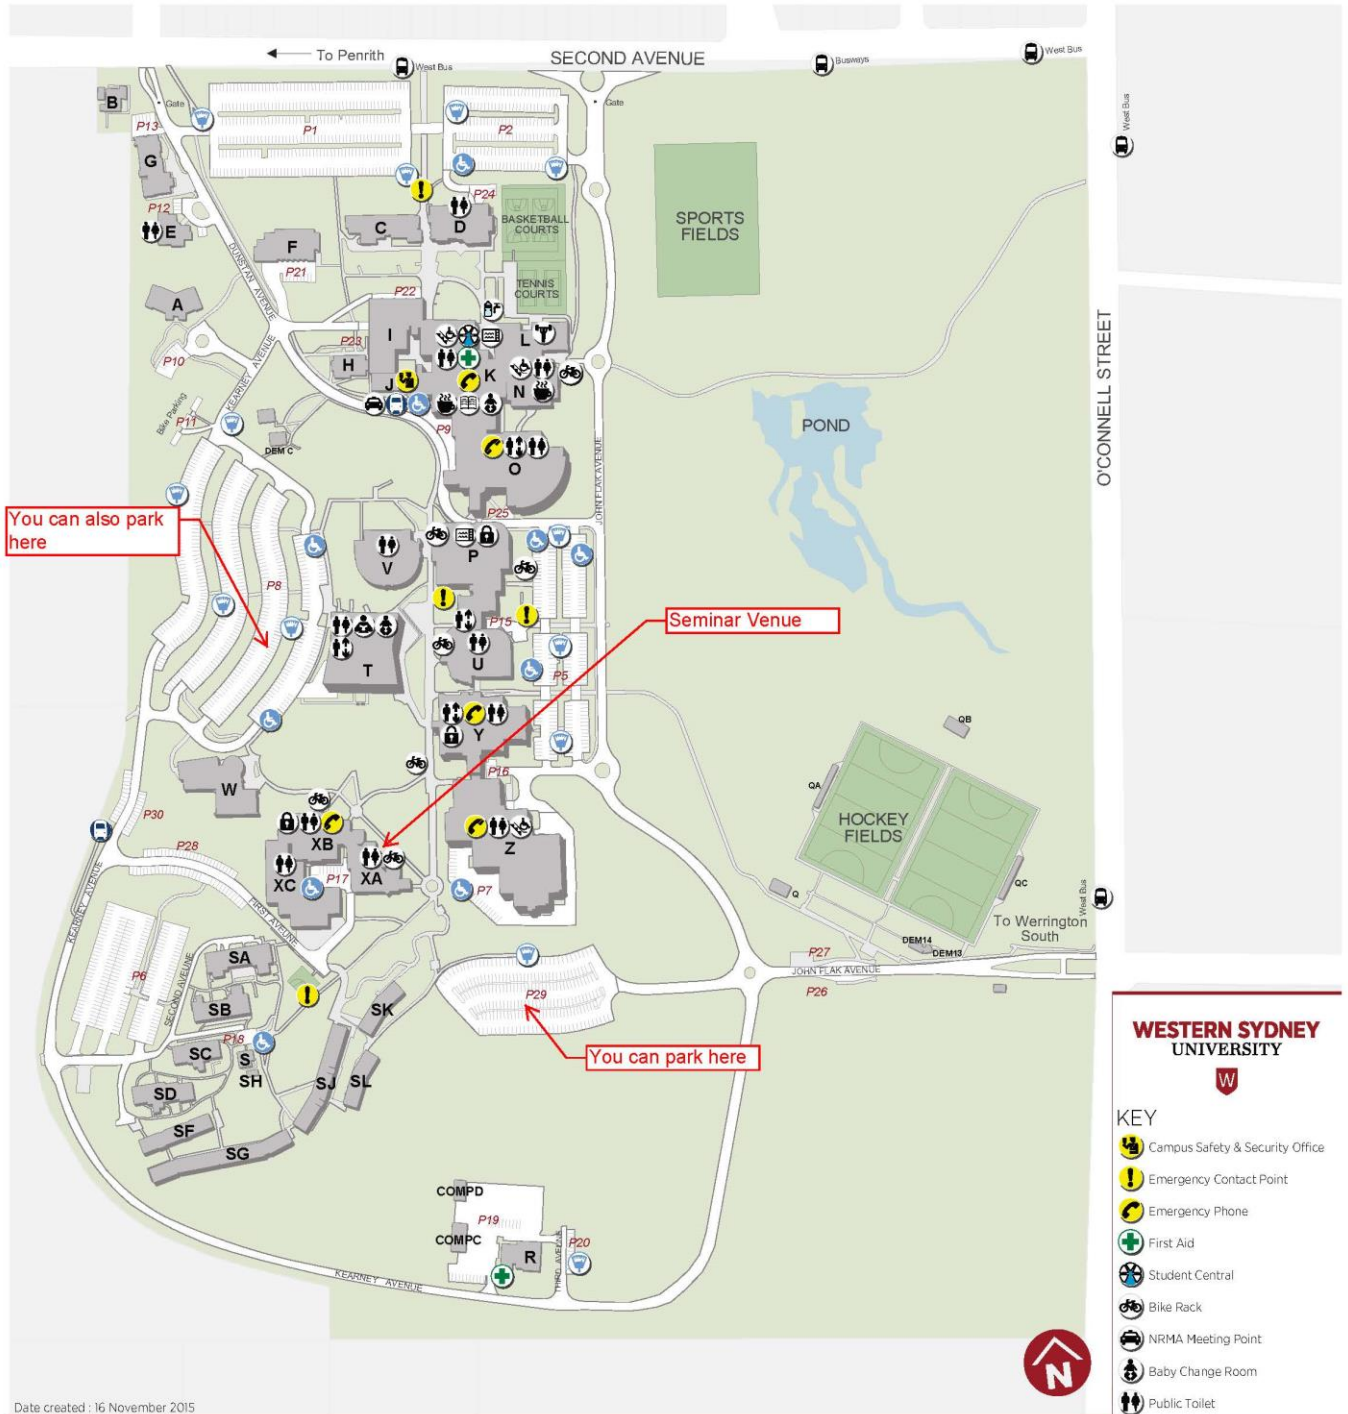 To Penrith
SECOND AVENUE
West Bus
Busways
West Bus
B
Gate
P13
P1
P2
Gate
West Bus
G
P12
E
P24
C
D
BASKETBALL
COURTS
SPORTS
FIELDS
F
P21
DUNSTAN AVENUE
A
P22
TENNIS
COURTS
P10
P23
I
L
H
J
K
N
KEARNEY AVENUE
Bike Parking
P11
DEM C
P9
O
POND
O'CONNELL STREET
JOHN FLAK AVENUE
You can also park
here
P25
P
V
P8
P15
Seminar Venue
T
U
P5
Y
QB
P16
W
QA
HOCKEY
FIELDS
P30
XB
Z
P28
XC
P17
XA
P7
Q
QC
West Bus
KEARNEY AVENUE
FIRST AVEUNE
To Werrington
South
DEM14
DEM13
P27
JOHN FLAK AVENUE
P26
SA
P6
SECOND AVEUNE
SB
SK
P29
P18
SC
S
SH
You can park here
SJ
SL
SD
SF
SG
COMPD
P19
COMPC
R
P20
THIRD AVEUNE
KEARNEY AVENUE
WESTERN SYDNEY
UNIVERSITY
W
KEY
Campus Safety & Security Office
Emergency Contact Point
Emergency Phone
First Aid
Student Central
Bike Rack
NRMA Meeting Point
Baby Change Room
Public Toilet
N
Date created : 16 November 2015